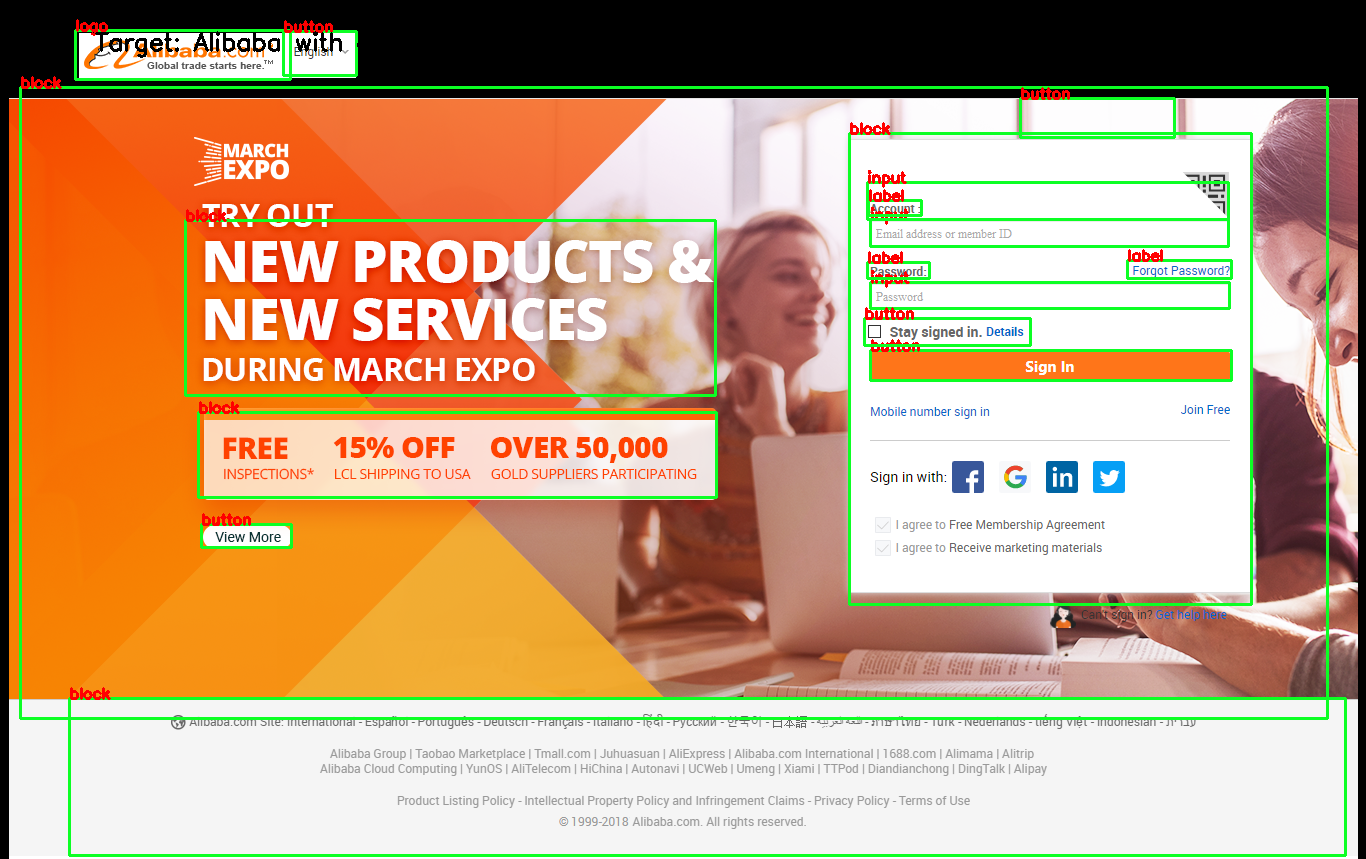 logo
button
Target: Alibaba with
Alibaba.com
English
Global trade starts here.™
block
button
block
MARCH
EXPO
input
label
Account :
block
TRY OUT
input
Email address or member ID
NEW PRODUCTS &
label
label
Password:
Forgot Password?
input
Password
NEW SERVICES
button
Stay signed in. Details
button
DURING MARCH EXPO
Sign In
block
Mobile number sign in
Join Free
FREE
15% OFF
OVER 50,000
INSPECTIONS*
LCL SHIPPING TO USA
GOLD SUPPLIERS PARTICIPATING
Sign in with:
button
View More
I agree to Free Membership Agreement
I agree to Receive marketing materials
Can't sign in? Get help here
block
Alibaba.com Site: International - Español - Português - Deutsch - Français - Italiano - हिंदी - Русский - 한국어 - 日本語 - اللغة العربية - ภาษาไทย - Türk - Nederlands - tiếng Việt - Indonesian - עברית
Alibaba Group | Taobao Marketplace | Tmall.com | Juhuasuan | AliExpress | Alibaba.com International | 1688.com | Alimama | Alitrip
Alibaba Cloud Computing | YunOS | AliTelecom | HiChina | Autonavi | UCWeb | Umeng | Xiami | TTPod | Diandianchong | DingTalk | Alipay
Product Listing Policy - Intellectual Property Policy and Infringement Claims - Privacy Policy - Terms of Use
© 1999-2018 Alibaba.com. All rights reserved.